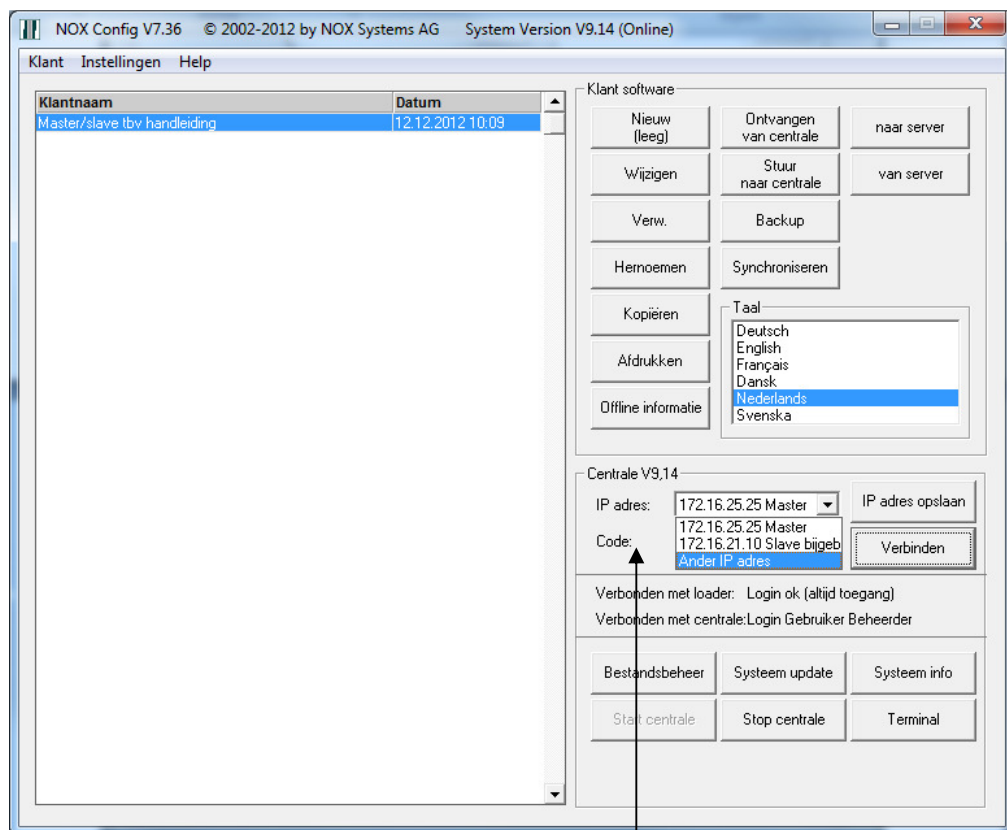 NOX Config V7.36 © 2002-2012 by NOX Systems AG System Version V9.14 (Online)
Klant Instellingen Help
Klantnaam Datum
Master/slave tbv handleiding 12.12.2012 10:09
Klant software
Nieuw
(leeg)
Ontvangen
van centrale
naar server
Wijzigen
Stuur
naar centrale
van server
Verw.
Backup
Hernoemen
Synchroniseren
Kopiëren
Afdrukken
Offline informatie
Taal
Deutsch
English
Français
Dansk
Nederlands
Svenska
Centrale V9,14
IP adres: 172.16.25.25 Master
IP adres opslaan
172.16.25.25 Master
Code: 172.16.21.10 Slave bijgeb
Ander IP adres
Verbinden
Verbonden met loader: Login ok (altijd toegang)
Verbonden met centrale:Login Gebruiker Beheerder
Bestandsbeheer Systeem update Systeem info
Start centrale Stop centrale Terminal